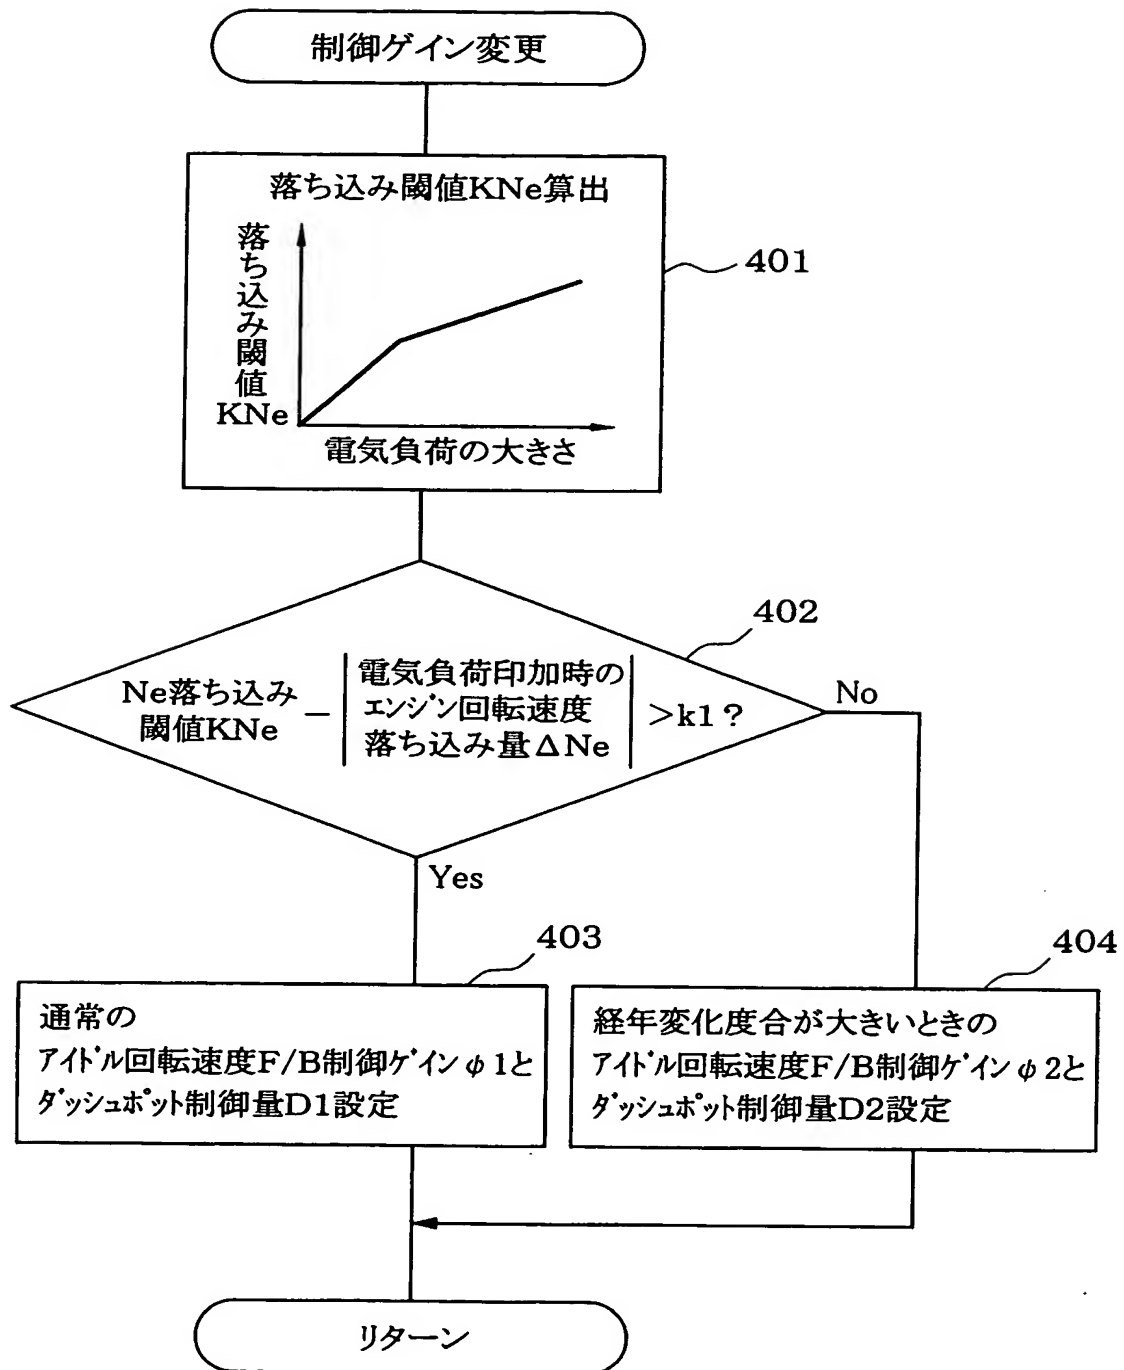 制御ゲイン変更
落ち込み閾値KNe算出
落ち込み閾値
KNe
電気負荷の大きさ
401
402
Ne落ち込み
閾値KNe
－
電気負荷印加時の
エンジン回転速度
落ち込み量ΔNe
>k1?
No
Yes
403
通常の
アイドル回転速度F/B制御ゲインφ1と
ダッシュポット制御量D1設定
404
経年変化度合が大きいときの
アイドル回転速度F/B制御ゲインφ2と
ダッシュポット制御量D2設定
リターン